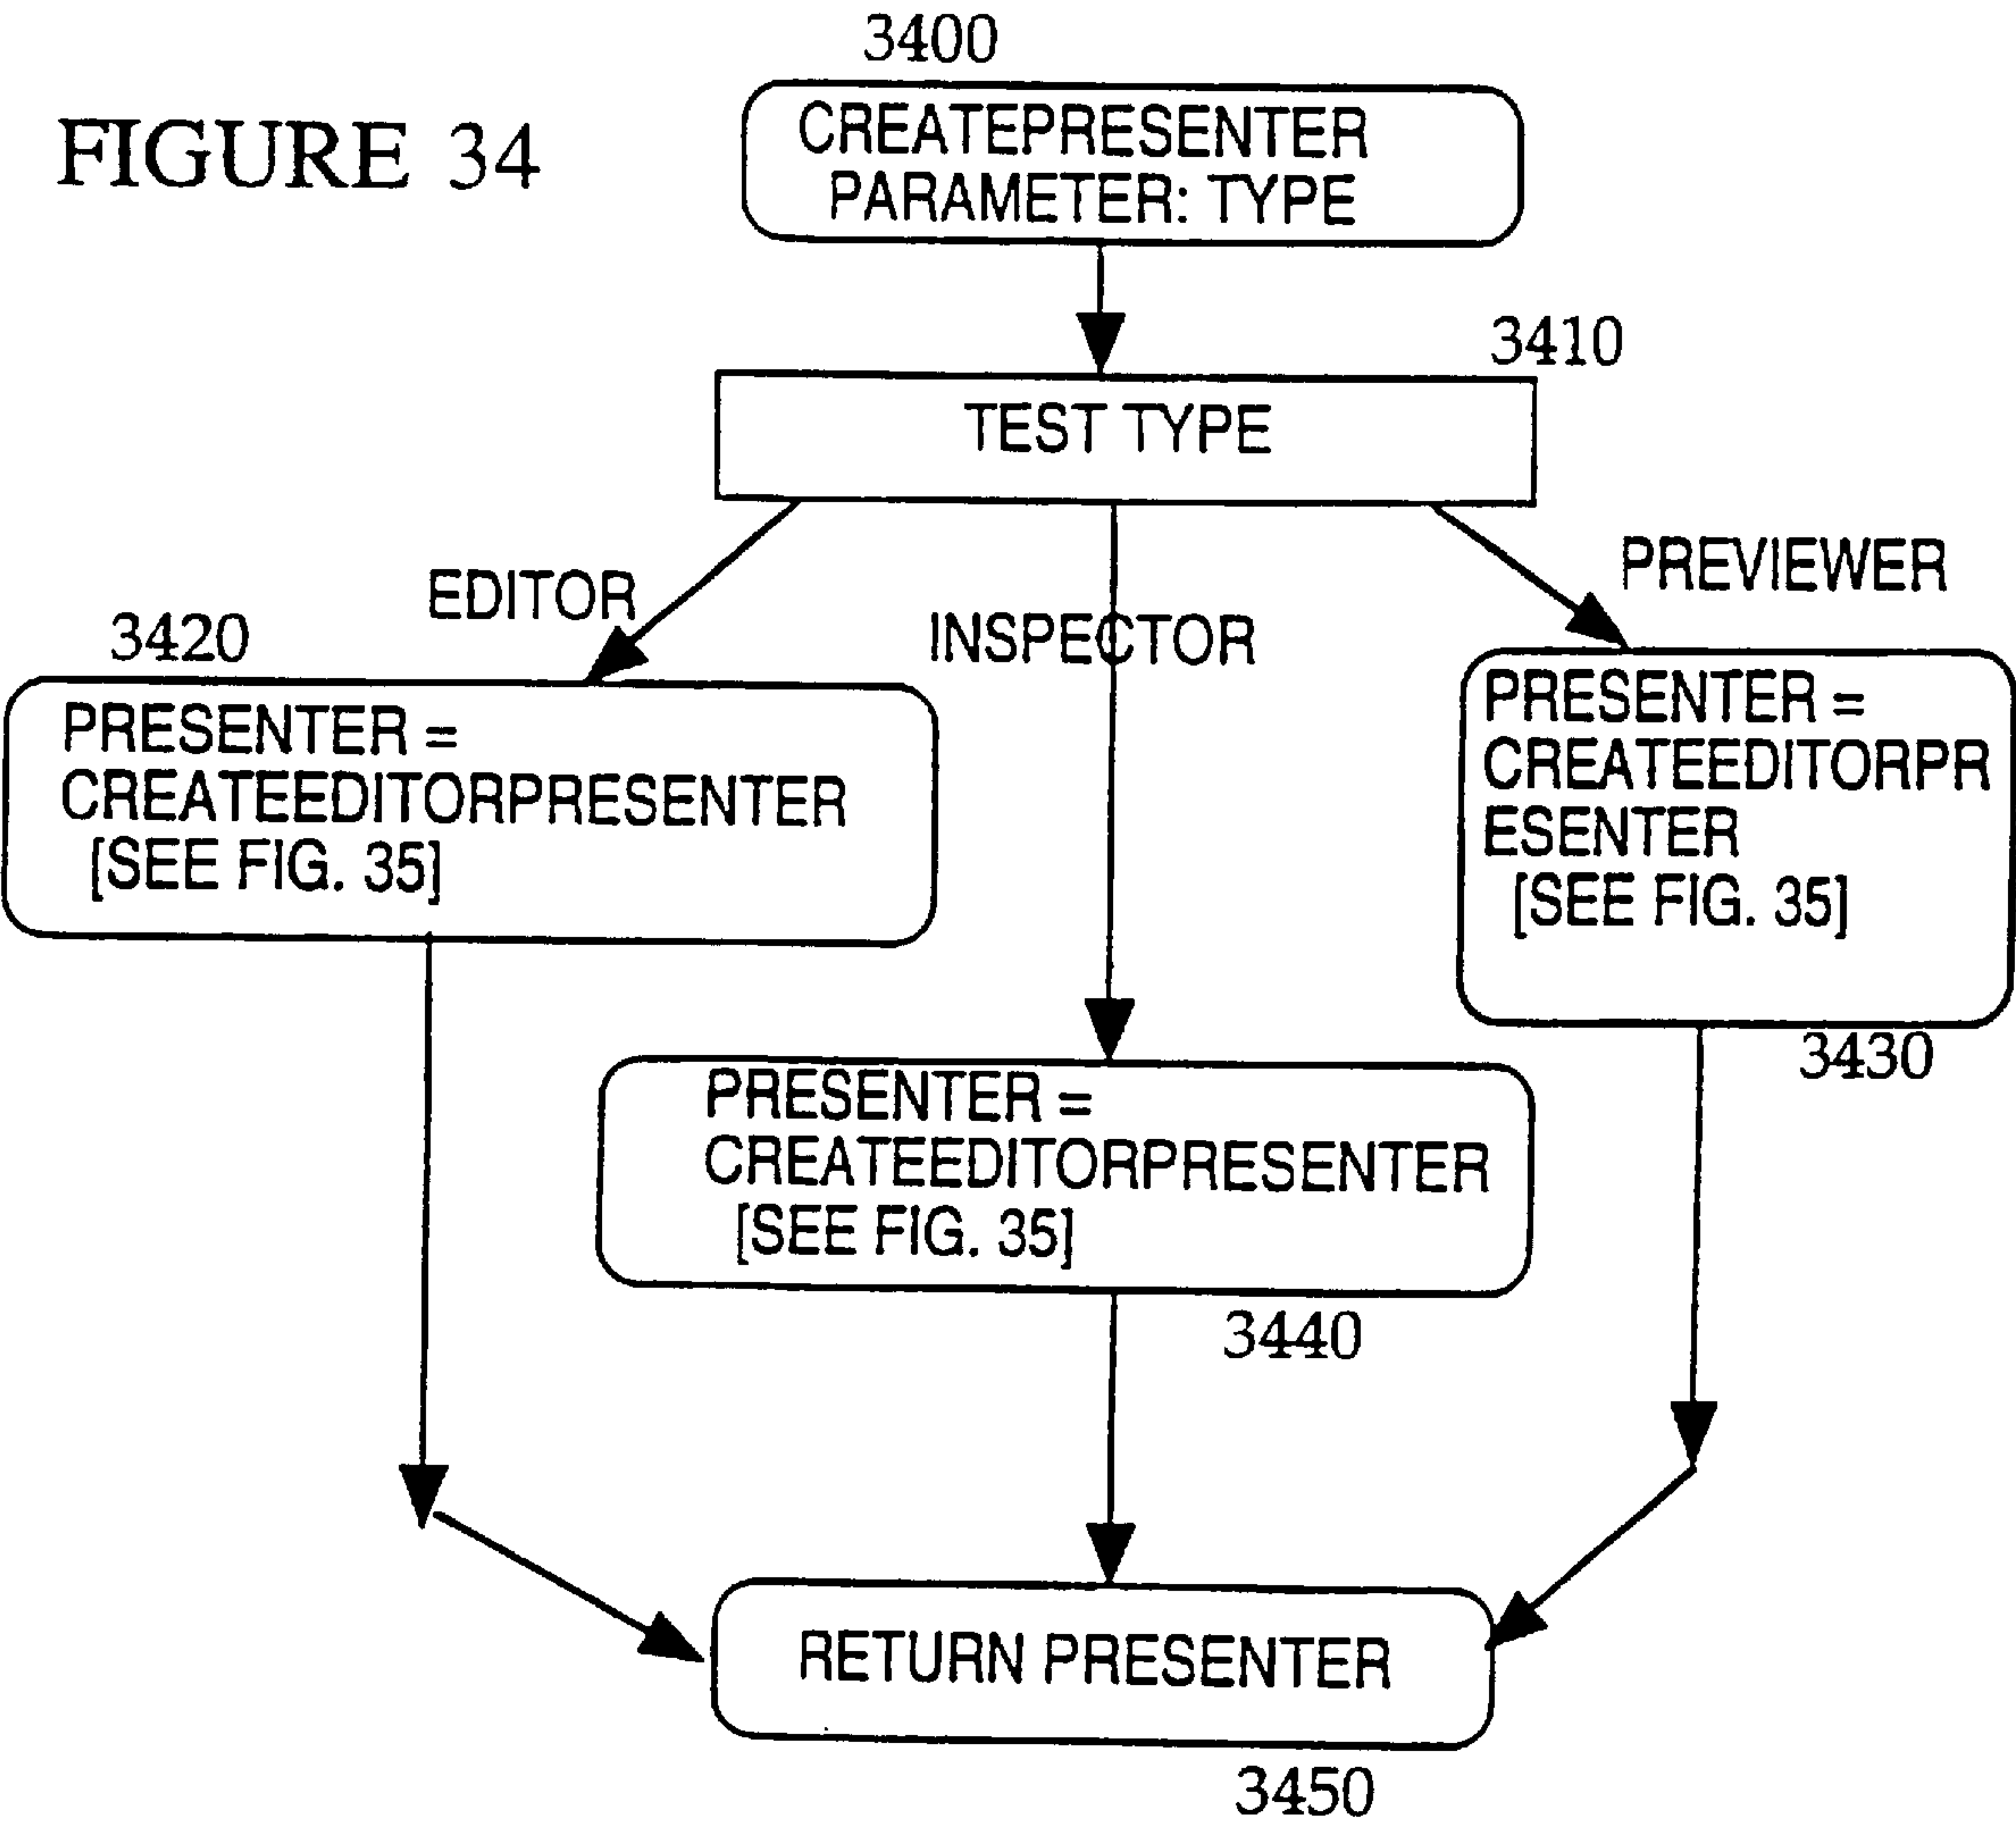 3400
FIGURE 34
CREATEPRESENTER
PARAMETER: TYPE
3410
TEST TYPE
EDITOR
INSPECTOR
PREVIEWER
3420
PRESENTER =
CREATEEDITORPRESENTER
[SEE FIG. 35]
PRESENTER =
CREATEEDITORPR
ESENTER
[SEE FIG. 35]
3430
PRESENTER =
CREATEEDITORPRESENTER
[SEE FIG. 35]
3440
RETURN PRESENTER
3450